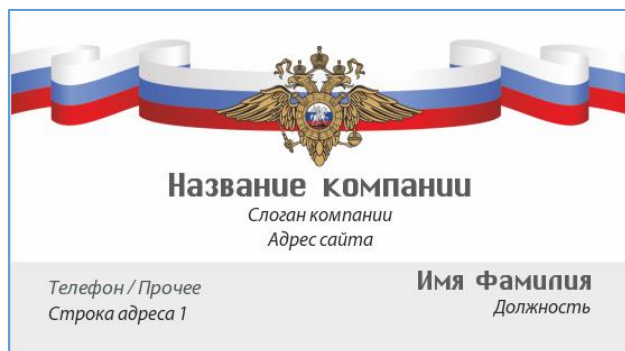 Название компании
Слоган компании
Адрес сайта
Телефон / Прочее
Строка адреса 1
Имя Фамилия
Должность